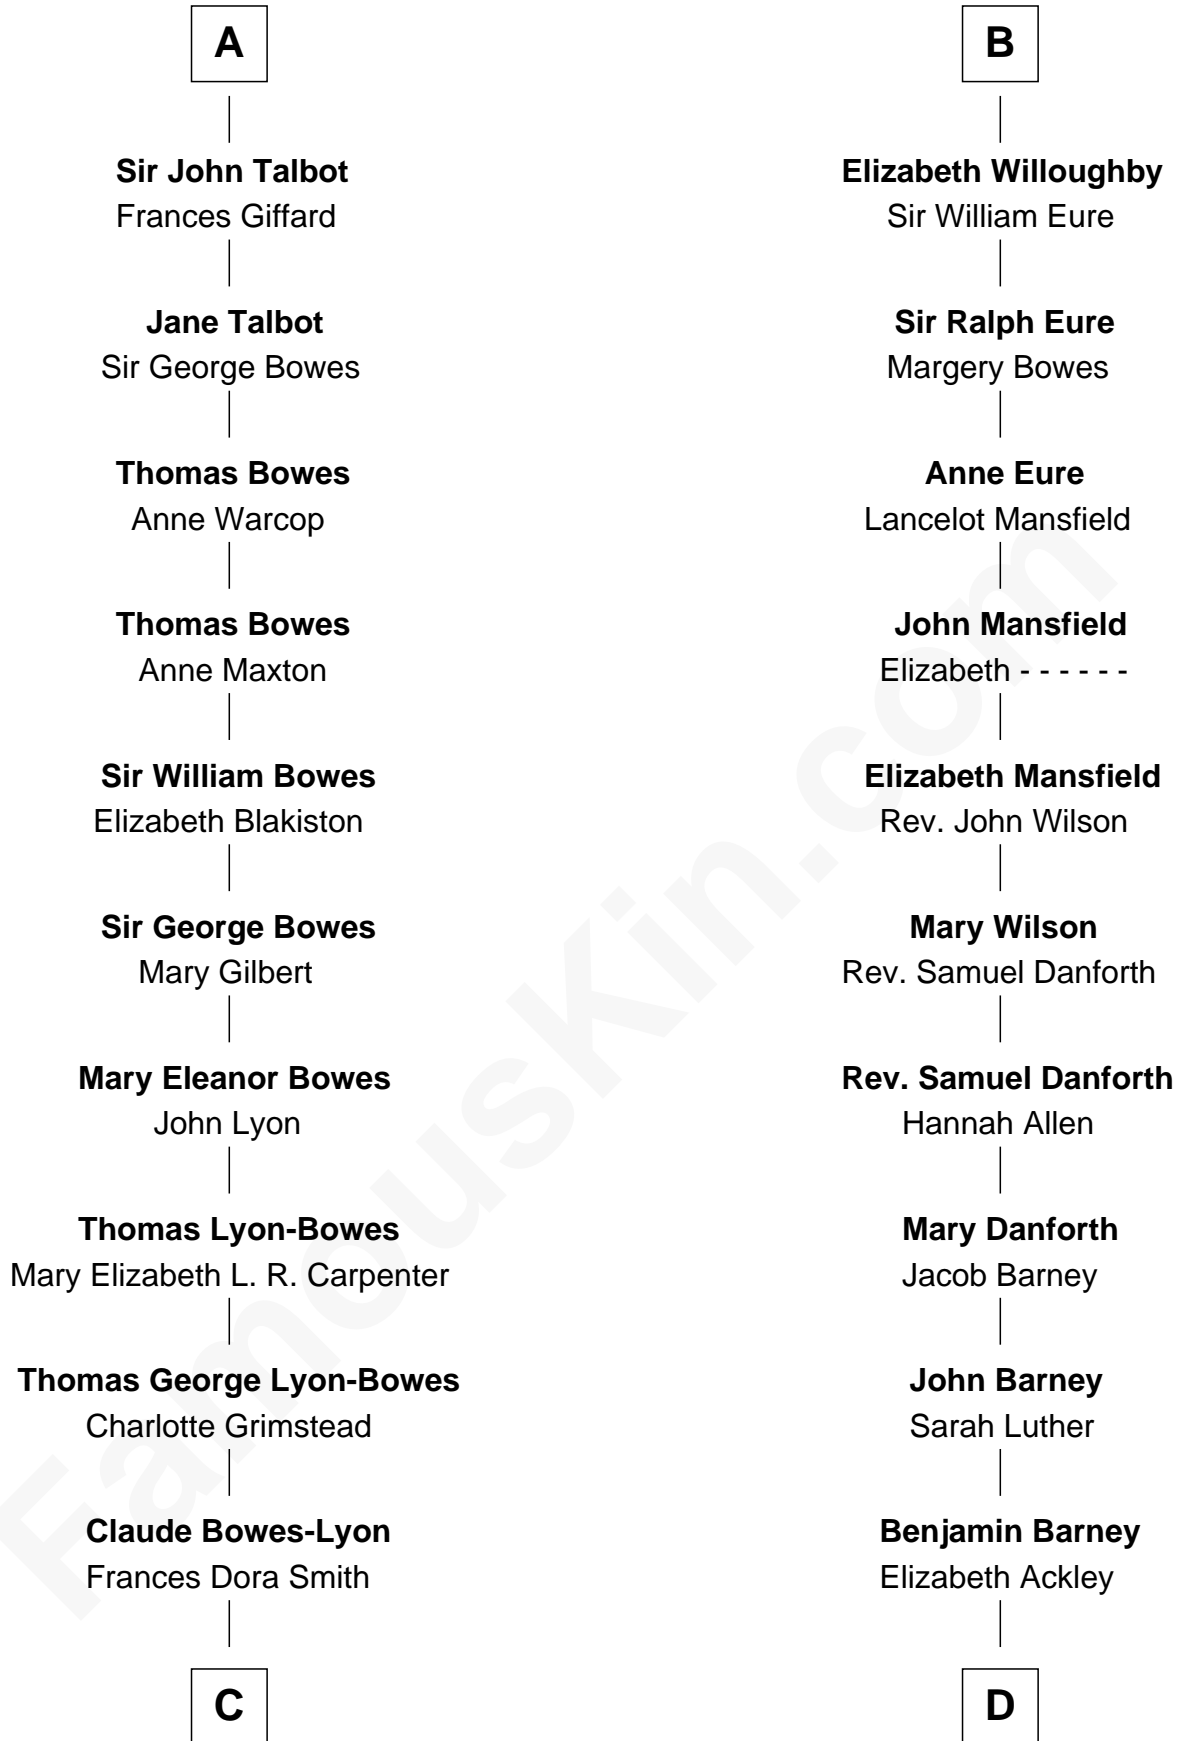 A
Sir John Talbot
Frances Giffard
Jane Talbot
Sir George Bowes
Thomas Bowes
Anne Warcop
Thomas Bowes
Anne Maxton
Sir William Bowes
Elizabeth Blakiston
Sir George Bowes
Mary Gilbert
Mary Eleanor Bowes
John Lyon
Thomas Lyon-Bowes
Mary Elizabeth L. R. Carpenter
Thomas George Lyon-Bowes
Charlotte Grimstead
Claude Bowes-Lyon
Frances Dora Smith
C
B
Elizabeth Willoughby
Sir William Eure
Sir Ralph Eure
Margery Bowes
Anne Eure
Lancelot Mansfield
John Mansfield
Elizabeth - - - - - -
Elizabeth Mansfield
Rev. John Wilson
Mary Wilson
Rev. Samuel Danforth
Rev. Samuel Danforth
Hannah Allen
Mary Danforth
Jacob Barney
John Barney
Sarah Luther
Benjamin Barney
Elizabeth Ackley
D
FamousKin.com